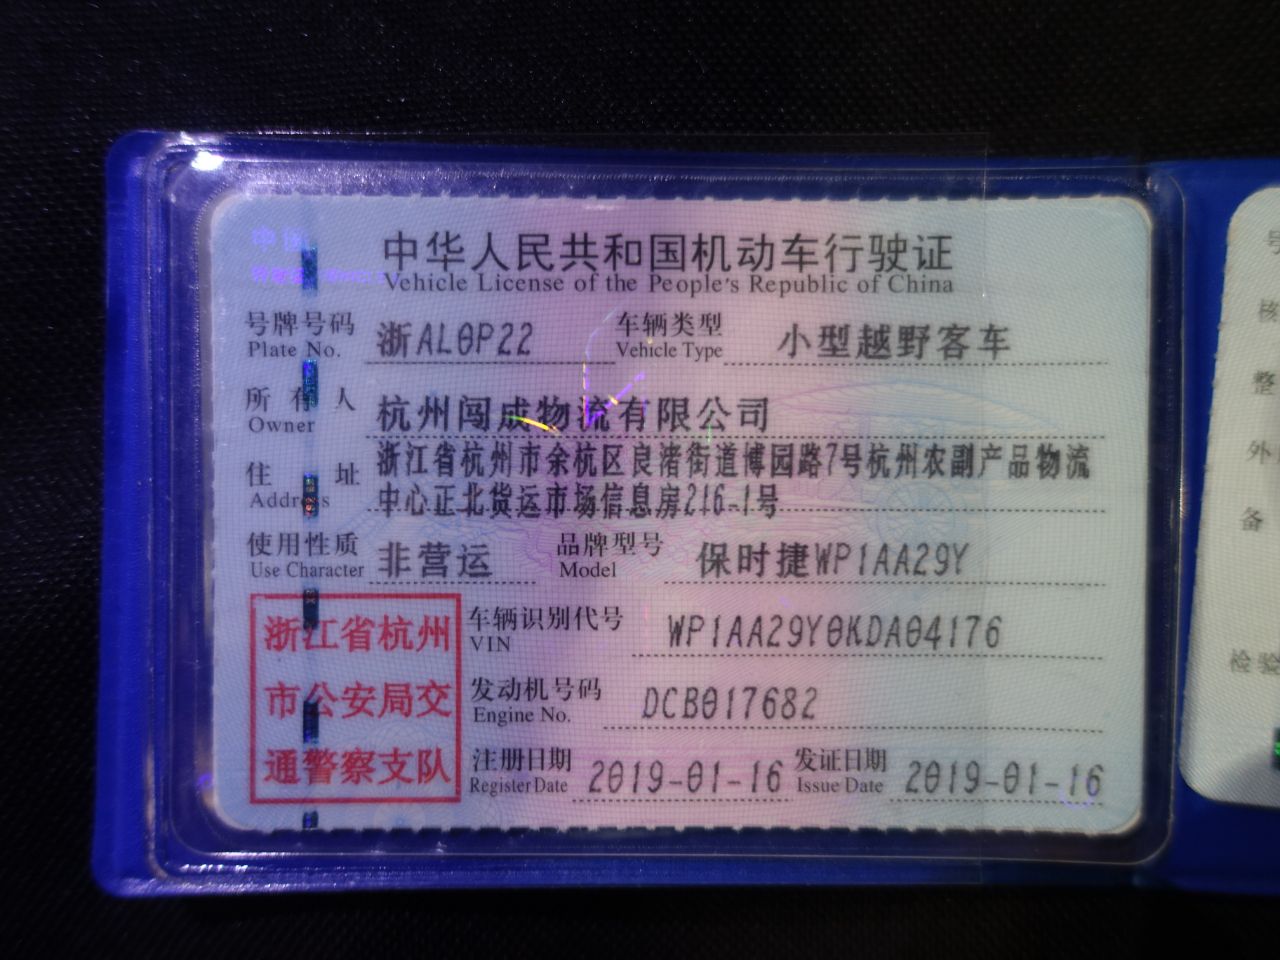 中华人民共和国机动车行驶证
Vehicle License of the People's Republic of China
号牌号码 浙AL0P22 车辆类型 小型越野客车
Plate No. Vehicle Type
所有人 杭州闯成物流有限公司
Owner
住址 浙江省杭州市余杭区良渚街道博园路7号杭州农副产品物流
Address 中心正北货运市场信息房216-1号
使用性质 非营运 品牌型号 保时捷WP1AA29Y
Use Character Model
浙江省杭州
市公安局交
通警察支队
车辆识别代号 WP1AA29Y0KDA04176
VIN
发动机号码 DCB017682
Engine No.
注册日期 2019-01-16 发证日期 2019-01-16
Register Date Issue Date
号
核
整
外
备
检验